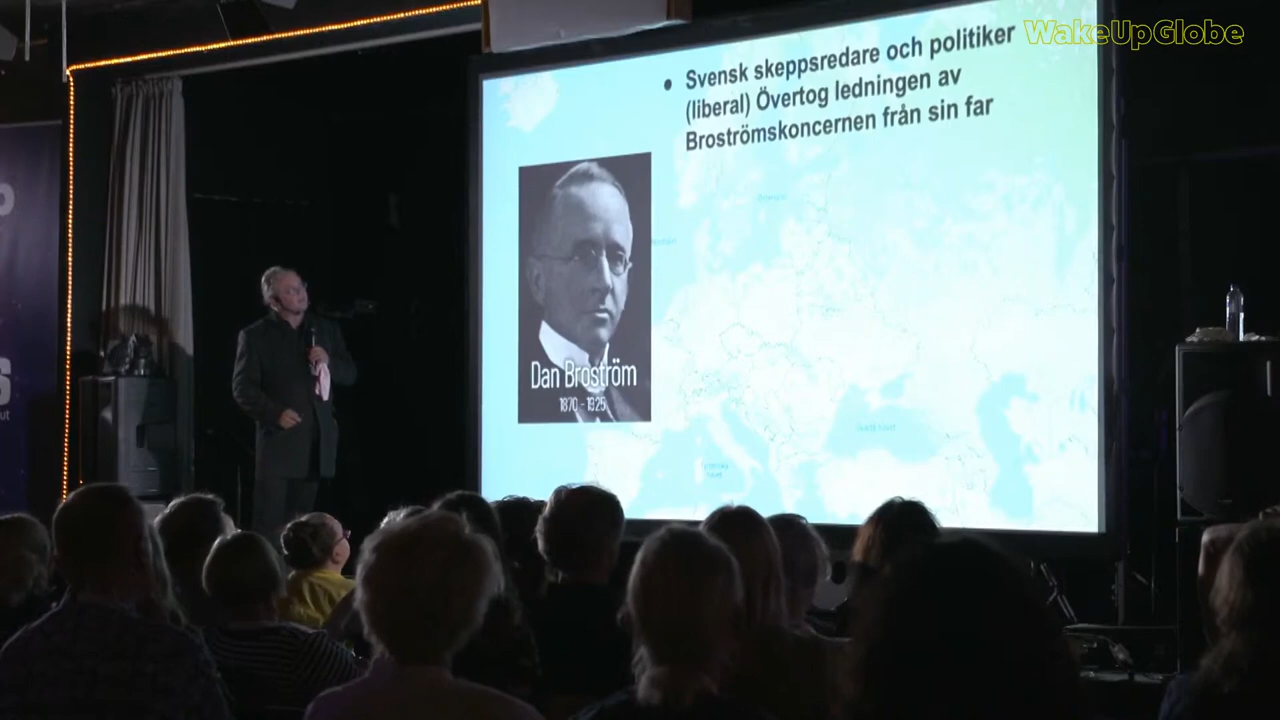 WakeUpGlobe
• Svensk skeppsredare och politiker
(liberal) Övertog ledningen av
Broströmskoncernen från sin far
Dan Broström
1870 - 1925